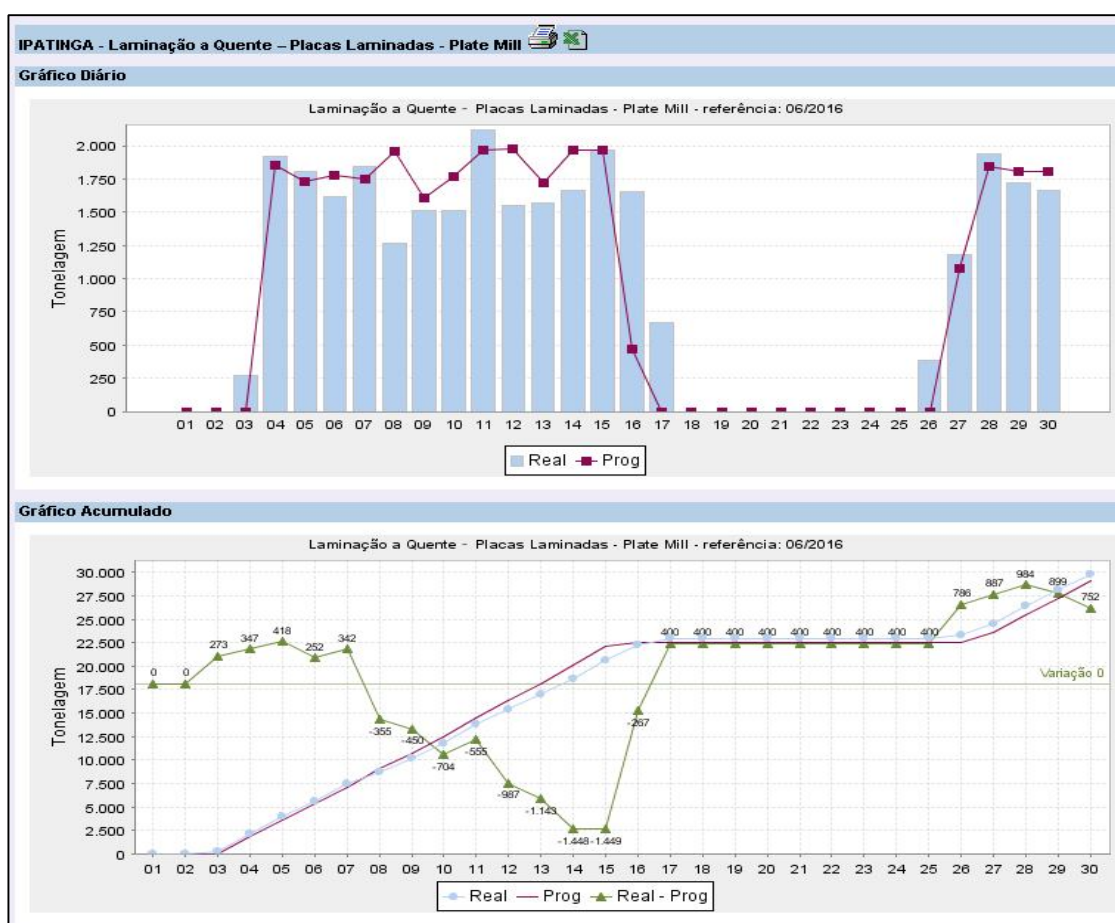 IPATINGA - Laminação a Quente – Placas Laminadas - Plate Mill
Gráfico Diário
Laminação a Quente - Placas Laminadas - Plate Mill - referência: 06/2016
Tonelagem
2.000
1.750
1.500
1.250
1.000
750
500
250
0
01 02 03 04 05 06 07 08 09 10 11 12 13 14 15 16 17 18 19 20 21 22 23 24 25 26 27 28 29 30
Real Prog
Gráfico Acumulado
Laminação a Quente - Placas Laminadas - Plate Mill - referência: 06/2016
Tonelagem
30.000
27.500
25.000
22.500
20.000
17.500
15.000
12.500
10.000
7.500
5.000
2.500
0
0 0 273 347 418 252 342 -355 -450 -704 -555 -987 -1.143 -1.448 -1.449 -267 400 400 400 400 400 400 400 400 400 786 887 984 899 752
Variação 0
01 02 03 04 05 06 07 08 09 10 11 12 13 14 15 16 17 18 19 20 21 22 23 24 25 26 27 28 29 30
Real Prog Real - Prog